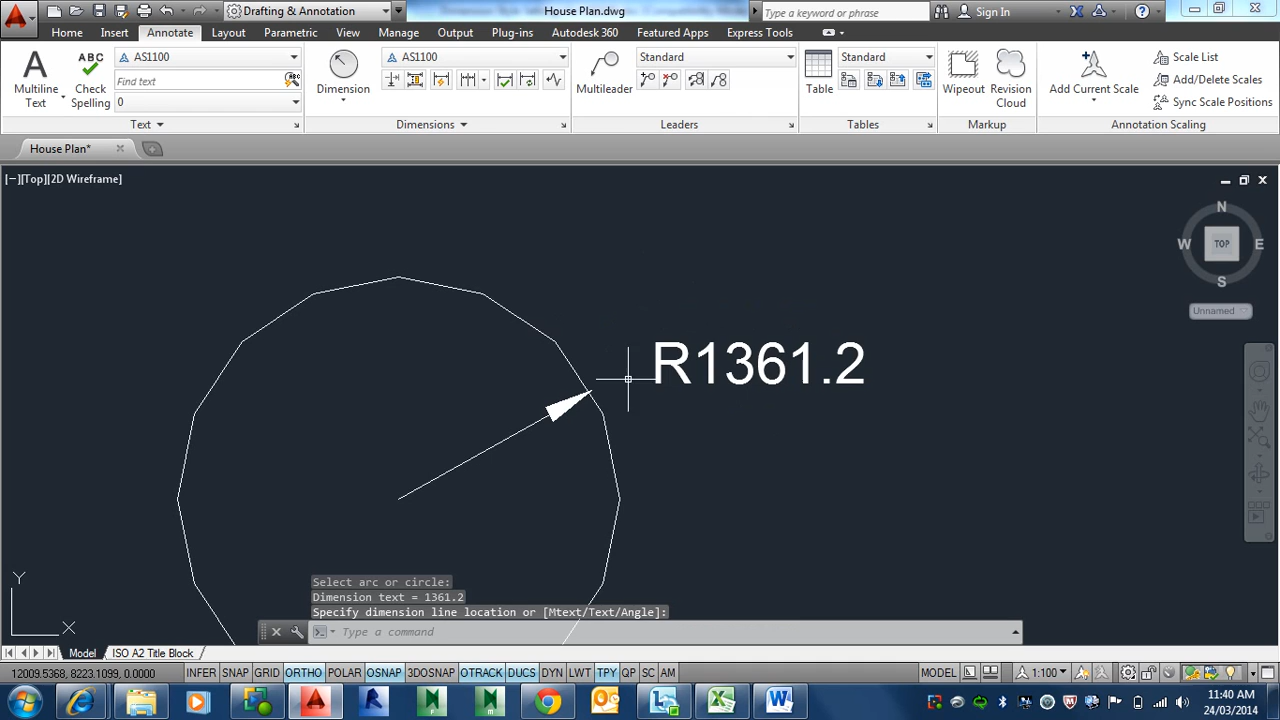 Drafting & Annotation
House Plan.dwg
Type a keyword or phrase
Sign In
Home Insert Annotate Layout Parametric View Manage Output Plug-ins Autodesk 360 Featured Apps Express Tools
Multiline Text
ABC Check Spelling
AS1100
Find text
0
Text
Dimension
AS1100
Dimensions
Multileader
Standard
Leaders
Table
Standard
Tables
Wipeout
Revision Cloud
Markup
Add Current Scale
Scale List
Add/Delete Scales
Sync Scale Positions
Annotation Scaling
House Plan*
[−][Top][2D Wireframe]
N
W TOP E
S
Unnamed
R1361.2
Y
X
Select arc or circle:
Dimension text = 1361.2
Specify dimension line location or [Mtext/Text/Angle]:
Type a command
Model ISO A2 Title Block
12009.5368, 8223.1099, 0.0000 INFER SNAP GRID ORTHO POLAR OSNAP 3DOSNAP OTRACK DUCS DYN LWT TPY QP SC AM MODEL 1:100
11:40 AM
24/03/2014